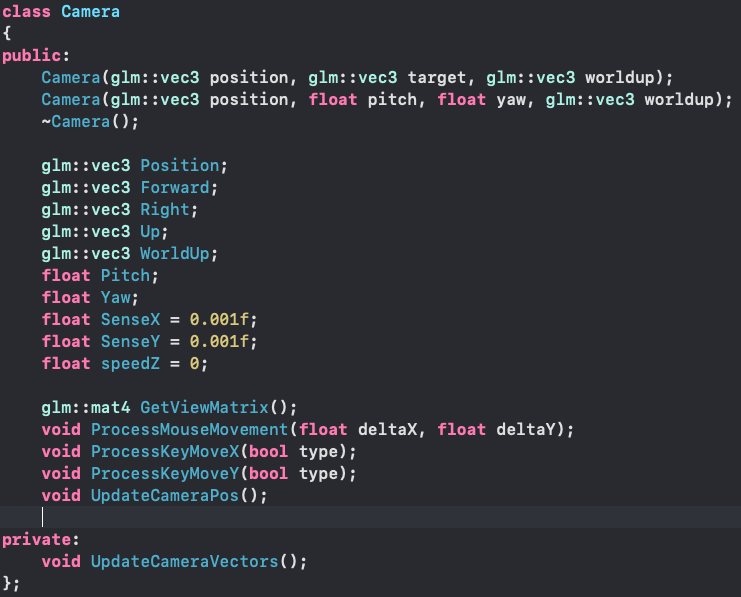 class Camera
{
public:
    Camera(glm::vec3 position, glm::vec3 target, glm::vec3 worldup);
    Camera(glm::vec3 position, float pitch, float yaw, glm::vec3 worldup);
    ~Camera();

    glm::vec3 Position;
    glm::vec3 Forward;
    glm::vec3 Right;
    glm::vec3 Up;
    glm::vec3 WorldUp;
    float Pitch;
    float Yaw;
    float SenseX = 0.001f;
    float SenseY = 0.001f;
    float speedZ = 0;

    glm::mat4 GetViewMatrix();
    void ProcessMouseMovement(float deltaX, float deltaY);
    void ProcessKeyMoveX(bool type);
    void ProcessKeyMoveY(bool type);
    void UpdateCameraPos();

private:
    void UpdateCameraVectors();
};